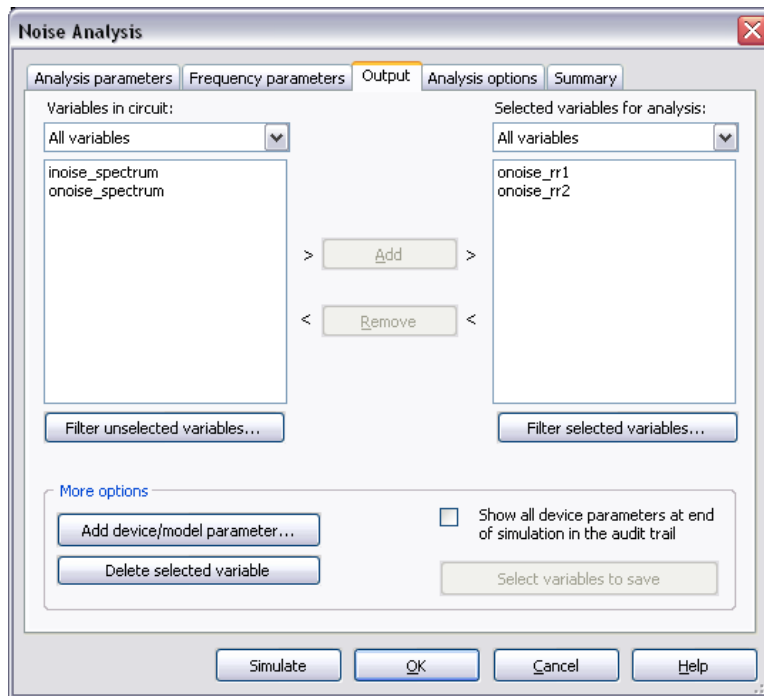 Noise Analysis
Analysis parameters
Frequency parameters
Output
Analysis options
Summary
Variables in circuit:
All variables
inoise_spectrum
onoise_spectrum
Filter unselected variables...
> Add >
< Remove <
Selected variables for analysis:
All variables
onoise_rr1
onoise_rr2
Filter selected variables...
More options
Add device/model parameter...
Delete selected variable
Show all device parameters at end
of simulation in the audit trail
Select variables to save
Simulate
OK
Cancel
Help